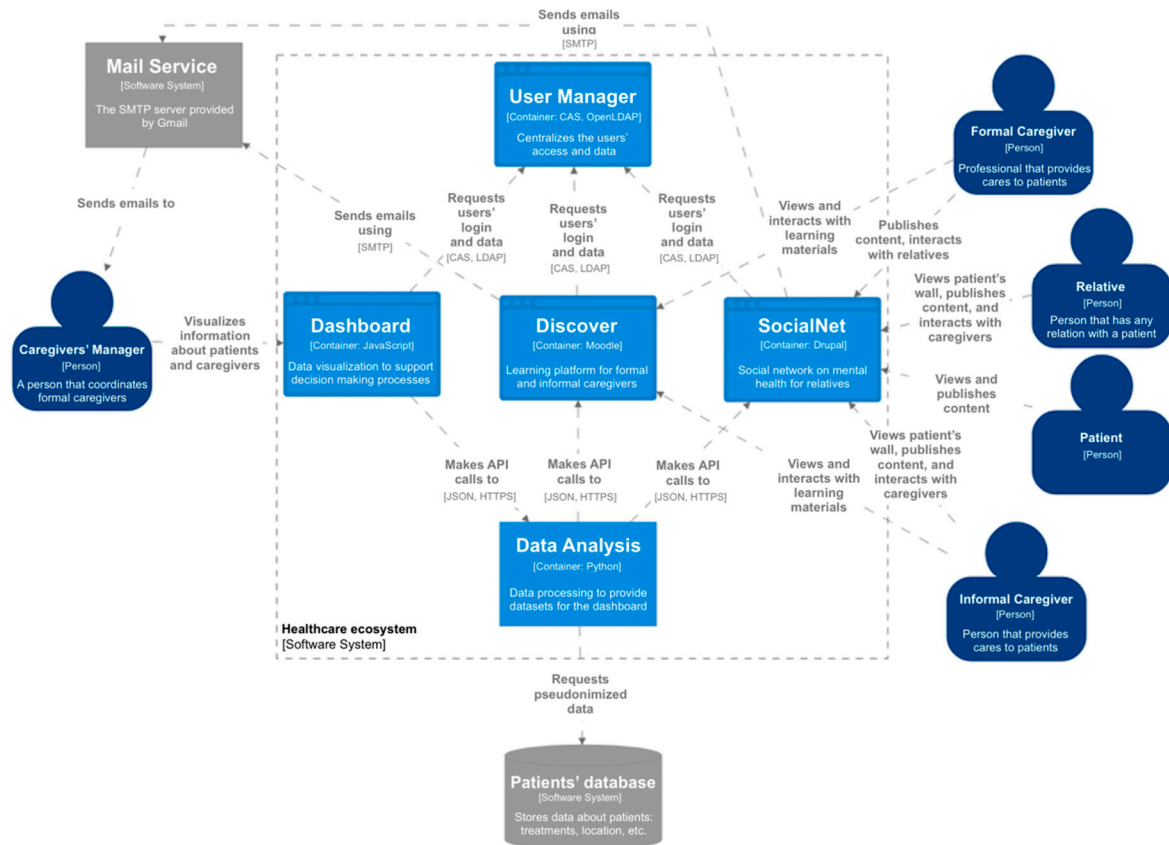 Sends emails
using
[SMTP]
Mail Service
[Software System]
The SMTP server provided
by Gmail
User Manager
[Container: CAS, OpenLDAP]
Centralizes the users'
access and data
Formal Caregiver
[Person]
Professional that provides
cares to patients
Sends emails to
Sends emails
using
[SMTP]
Requests
users'
login
and data
[CAS, LDAP]
Requests
users'
login
and data
[CAS, LDAP]
Requests
users'
login
and data
[CAS, LDAP]
Views and
interacts with
learning
materials
Publishes
content, interacts
with relatives
Caregivers' Manager
[Person]
A person that coordinates
formal caregivers
Visualizes
information
about patients
and caregivers
Dashboard
[Container: JavaScript]
Data visualization to support
decision making processes
Discover
[Container: Moodle]
Learning platform for formal
and informal caregivers
SocialNet
[Container: Drupal]
Social network on mental
health for relatives
Views patient's
wall, publishes
content, and
interacts with
caregivers
Relative
[Person]
Person that has any
relation with a patient
Views and
publishes
content
Patient
[Person]
Makes API
calls to
[JSON, HTTPS]
Makes API
calls to
[JSON, HTTPS]
Makes API
calls to
[JSON, HTTPS]
Views and
interacts with
learning
materials
Views patient's
wall, publishes
content, and
interacts with
caregivers
Data Analysis
[Container: Python]
Data processing to provide
datasets for the dashboard
Informal Caregiver
[Person]
Person that provides
cares to patients
Healthcare ecosystem
[Software System]
Requests
pseudonimized
data
Patients' database
[Software System]
Stores data about patients:
treatments, location, etc.